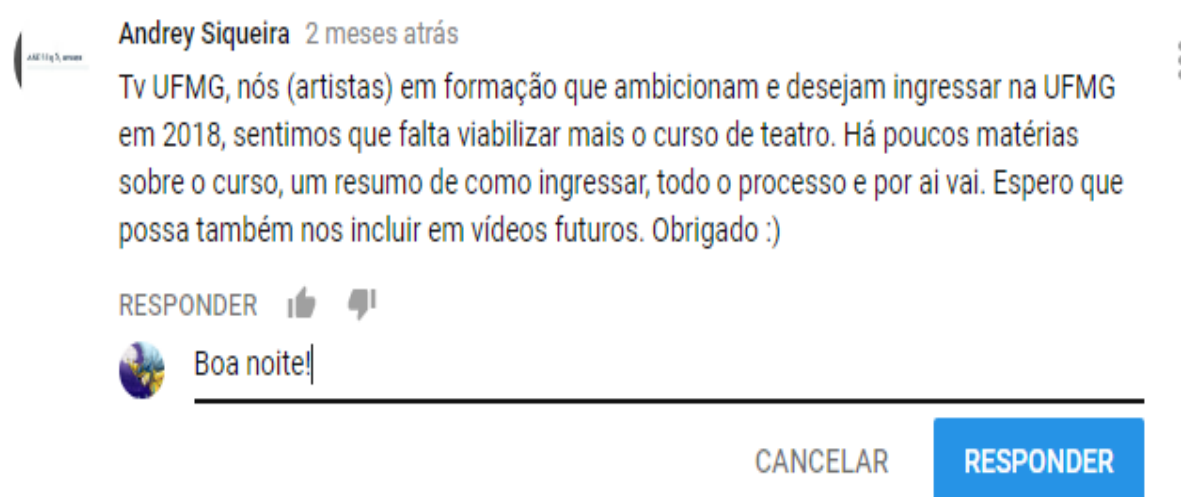 Andrey Siqueira 2 meses atrás
Tv UFMG, nós (artistas) em formação que ambicionam e desejam ingressar na UFMG
em 2018, sentimos que falta viabilizar mais o curso de teatro. Há poucos matérias
sobre o curso, um resumo de como ingressar, todo o processo e por ai vai. Espero que
possa também nos incluir em vídeos futuros. Obrigado :)
RESPONDER
Boa noite!
CANCELAR RESPONDER